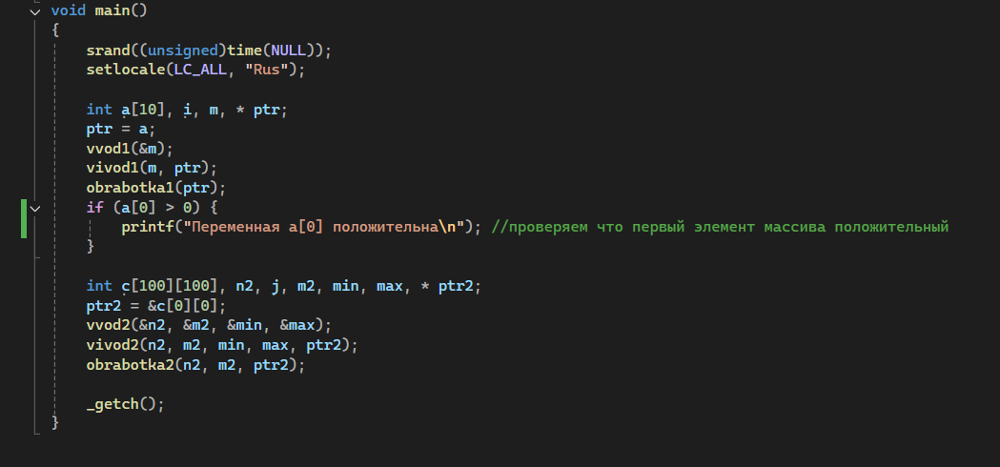 void main()
{
srand((unsigned)time(NULL));
setlocale(LC_ALL, "Rus");
int a[10], i, m, * ptr;
ptr = a;
vvod1(&m);
vivod1(m, ptr);
obrabotka1(ptr);
if (a[0] > 0) {
printf("Переменная a[0] положительна\n"); //проверяем что первый элемент массива положительный
}
int c[100][100], n2, j, m2, min, max, * ptr2;
ptr2 = &c[0][0];
vvod2(&n2, &m2, &min, &max);
vivod2(n2, m2, min, max, ptr2);
obrabotka2(n2, m2, ptr2);
_getch();
}